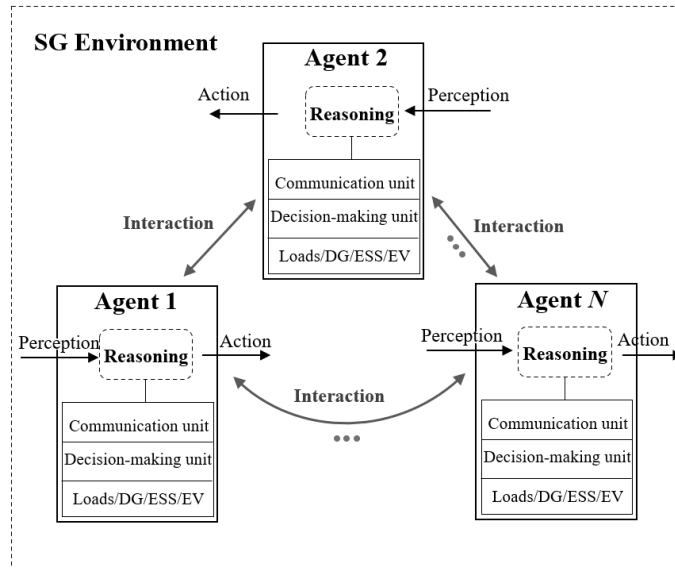 SG Environment
Agent 2
Action
Perception
Reasoning
Communication unit
Decision-making unit
Loads/DG/ESS/EV
Interaction
Interaction
Agent 1
Perception
Reasoning
Action
Communication unit
Decision-making unit
Loads/DG/ESS/EV
Interaction
Agent N
Perception
Reasoning
Action
Communication unit
Decision-making unit
Loads/DG/ESS/EV